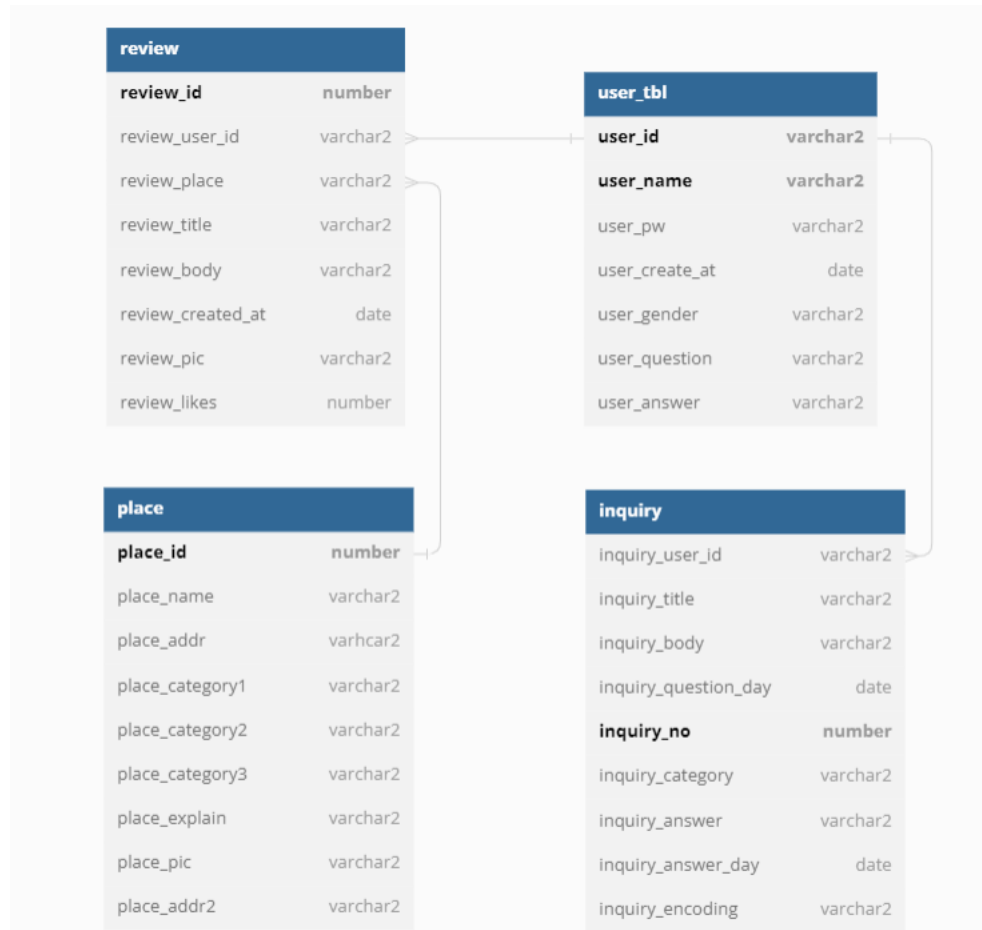 review
review_id number
review_user_id varchar2
review_place varchar2
review_title varchar2
review_body varchar2
review_created_at date
review_pic varchar2
review_likes number
user_tbl
user_id varchar2
user_name varchar2
user_pw varchar2
user_create_at date
user_gender varchar2
user_question varchar2
user_answer varchar2
place
place_id number
place_name varchar2
place_addr varhcar2
place_category1 varchar2
place_category2 varchar2
place_category3 varchar2
place_explain varchar2
place_pic varchar2
place_addr2 varchar2
inquiry
inquiry_user_id varchar2
inquiry_title varchar2
inquiry_body varchar2
inquiry_question_day date
inquiry_no number
inquiry_category varchar2
inquiry_answer varchar2
inquiry_answer_day date
inquiry_encoding varchar2